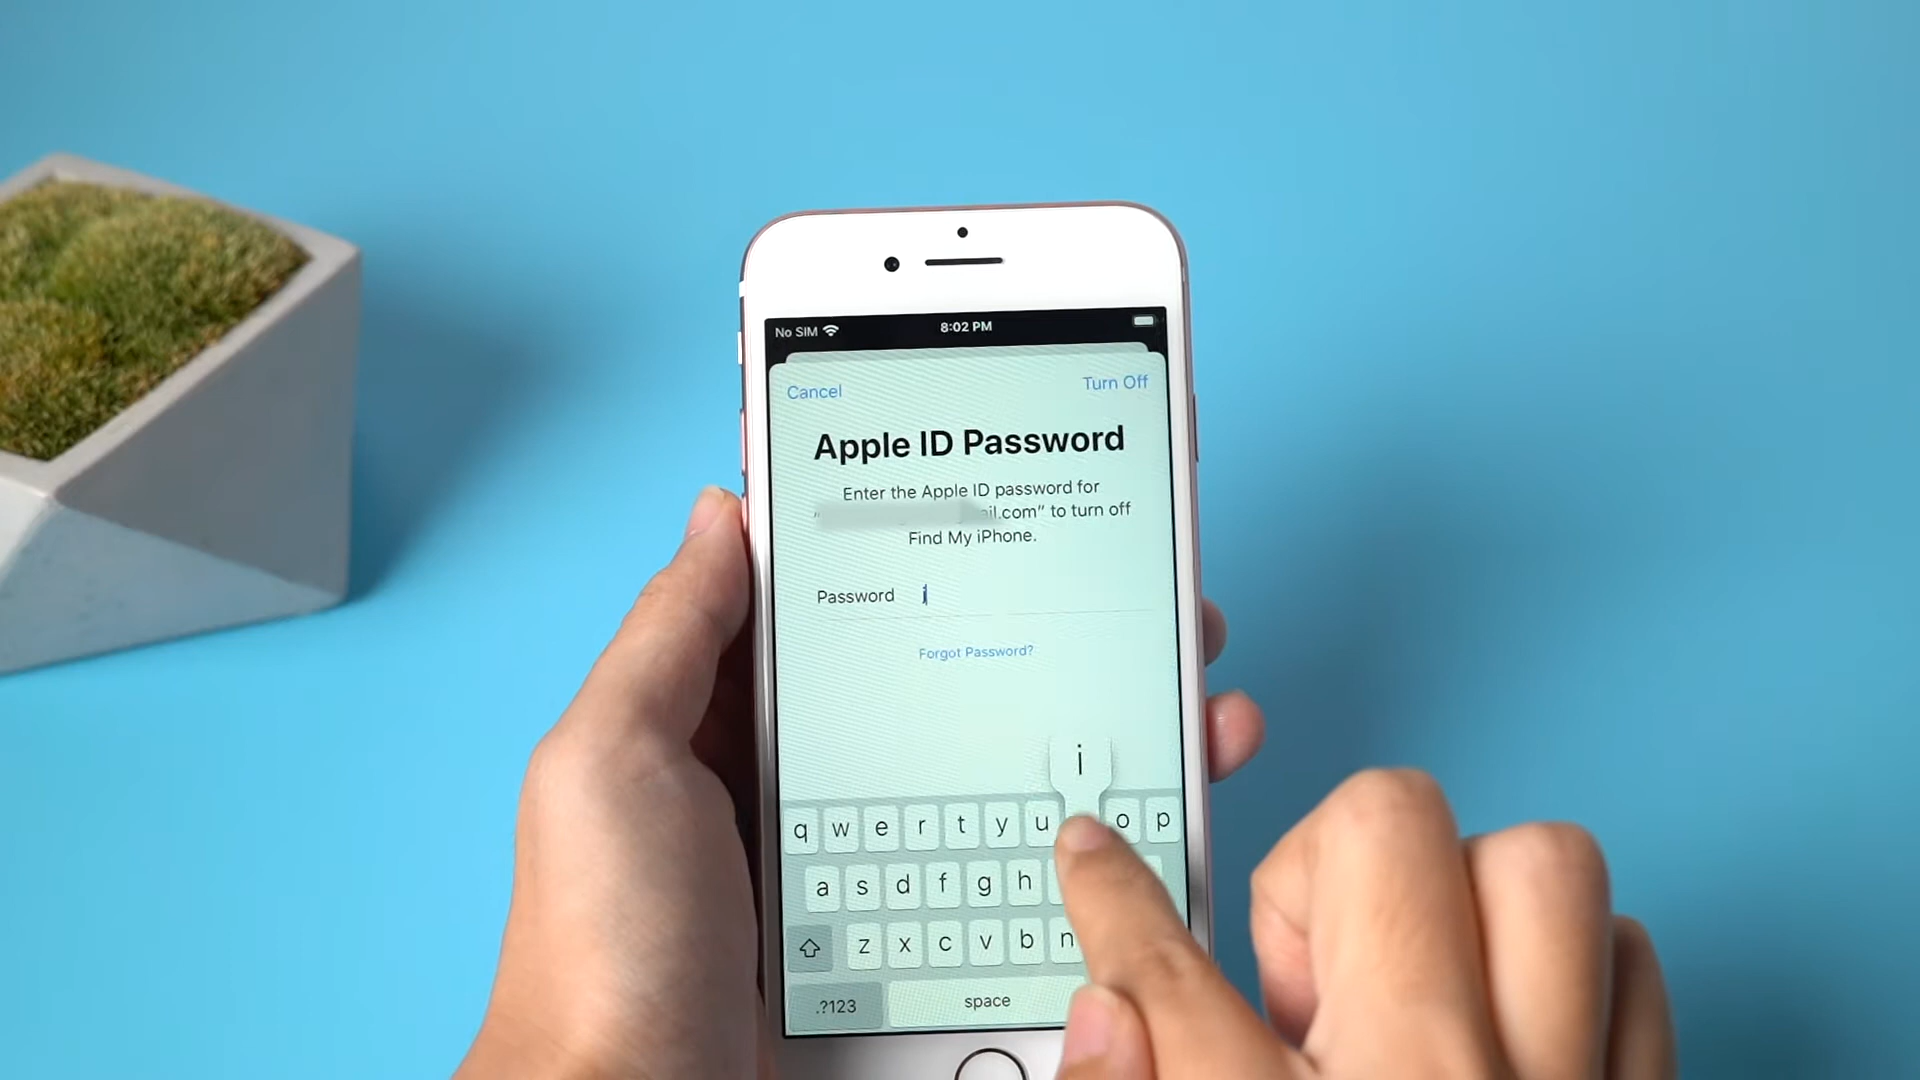 No SIM 8:02 PM
Cancel Turn Off
Apple ID Password
Enter the Apple ID password for
ail.com" to turn off
Find My iPhone.
Password i
Forgot Password?
i
q w e r t y u o p
a s d f g h
z x c v b n
.?123 space